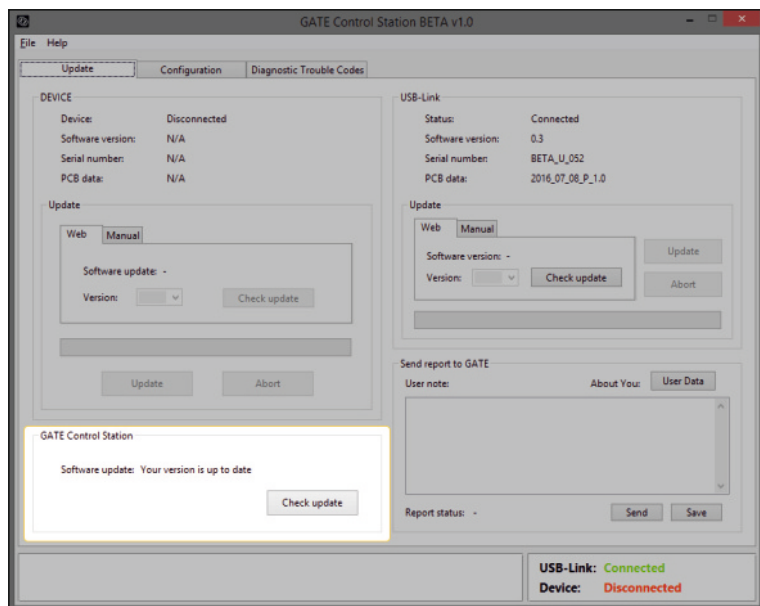 GATE Control Station BETA v1.0
File Help
Update Configuration Diagnostic Trouble Codes
DEVICE
Device: Disconnected
Software version: N/A
Serial number: N/A
PCB data: N/A
Update
Web Manual
Software update: -
Version: Check update
Update Abort
GATE Control Station
Software update: Your version is up to date
Check update
USB-Link
Status: Connected
Software version: 0.3
Serial number: BETA_U_052
PCB data: 2016_07_08_P_1.0
Update
Web Manual
Software version: -
Version: Check update
Update
Abort
Send report to GATE
User note: About You: User Data
Report status: - Send Save
USB-Link: Connected
Device: Disconnected